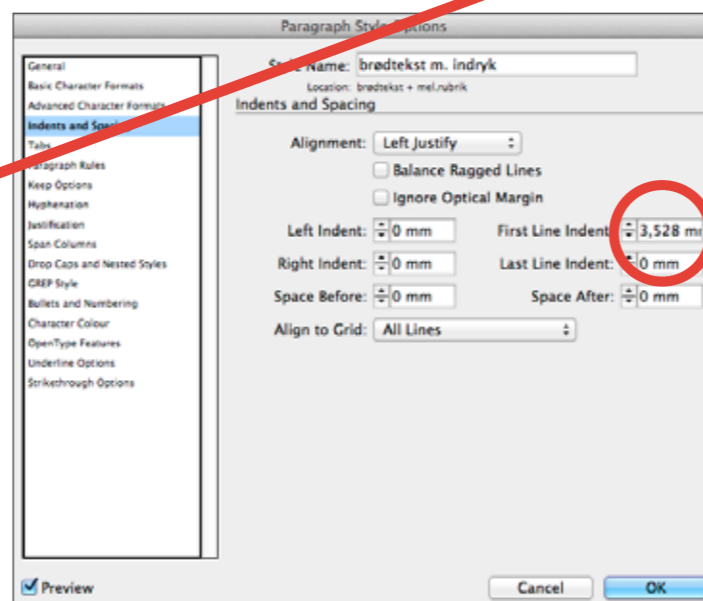 Paragraph Style Options
General
Basic Character Formats
Advanced Character Formats
Indents and Spacing
Tabs
Paragraph Rules
Keep Options
Hyphenation
Justification
Span Columns
Drop Caps and Nested Styles
GREP Style
Bullets and Numbering
Character Colour
OpenType Features
Underline Options
Strikethrough Options
Style Name: brødtekst m. indryk
Location: brødtekst + mel.rubrik
Indents and Spacing
Alignment: Left Justify
Balance Ragged Lines
Ignore Optical Margin
Left Indent: 0 mm First Line Indent: 3,528 mm
Right Indent: 0 mm Last Line Indent: 0 mm
Space Before: 0 mm Space After: 0 mm
Align to Grid: All Lines
Preview Cancel OK